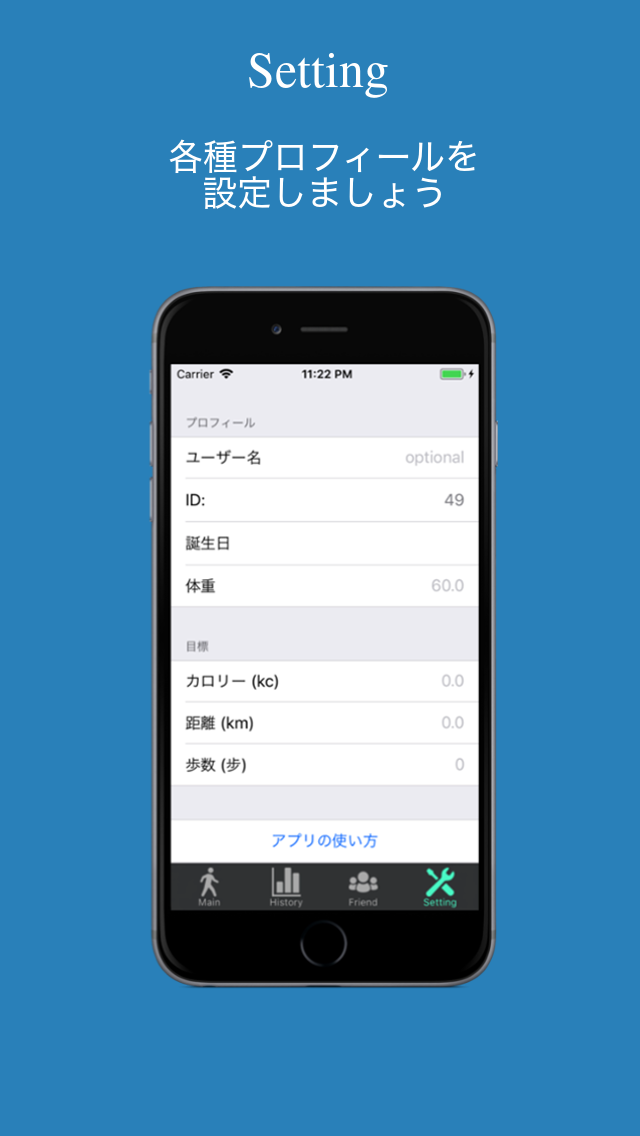 Setting
各種プロフィールを
設定しましょう
Carrier 11:22 PM
プロフィール
ユーザー名 optional
ID: 49
誕生日
体重 60.0
目標
カロリー (kc) 0.0
距離 (km) 0.0
歩数 (步) 0
アプリの使い方
Main History Friend Setting